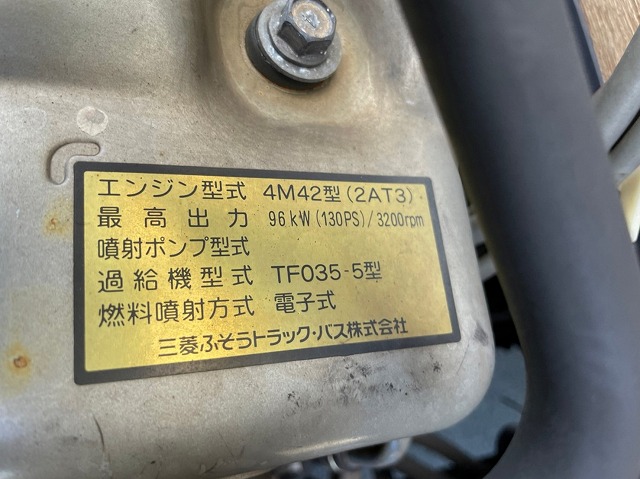 エンジン型式 4M42型(2AT3)
最高出力 96kW(130PS)/3200rpm
噴射ポンプ型式
過給機型式 TF035-5型
燃料噴射方式 電子式
三菱ふそうトラック・バス株式会社